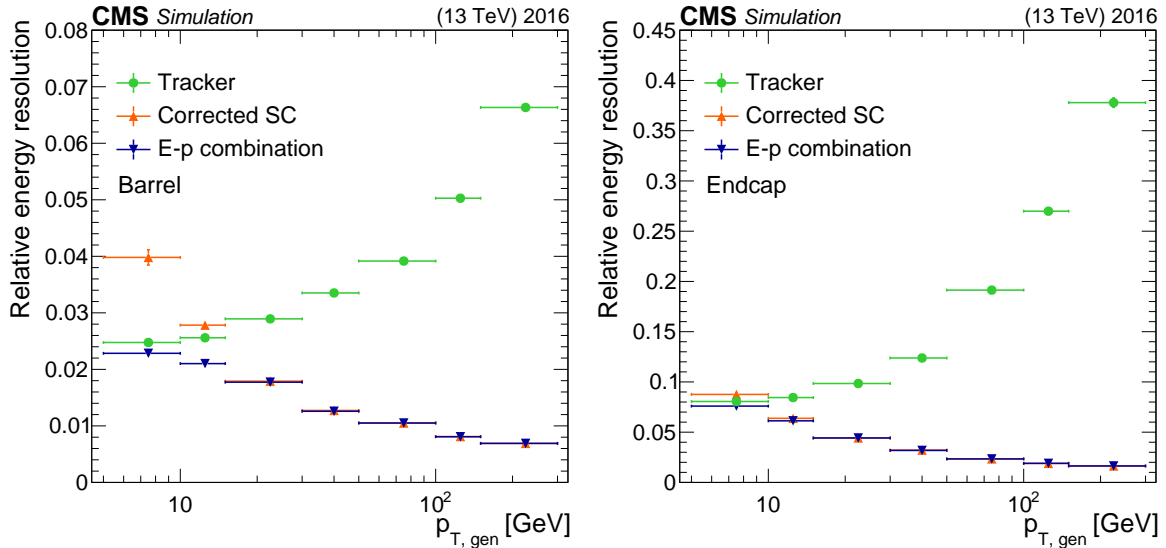 CMS Simulation (13 TeV) 2016
Relative energy resolution
0.08
0.07
0.06
0.05
0.04
0.03
0.02
0.01
0
Tracker
Corrected SC
E-p combination
Barrel
10 10²
p_T, gen [GeV]
CMS Simulation (13 TeV) 2016
Relative energy resolution
0.45
0.4
0.35
0.3
0.25
0.2
0.15
0.1
0.05
0
Tracker
Corrected SC
E-p combination
Endcap
10 10²
p_T, gen [GeV]